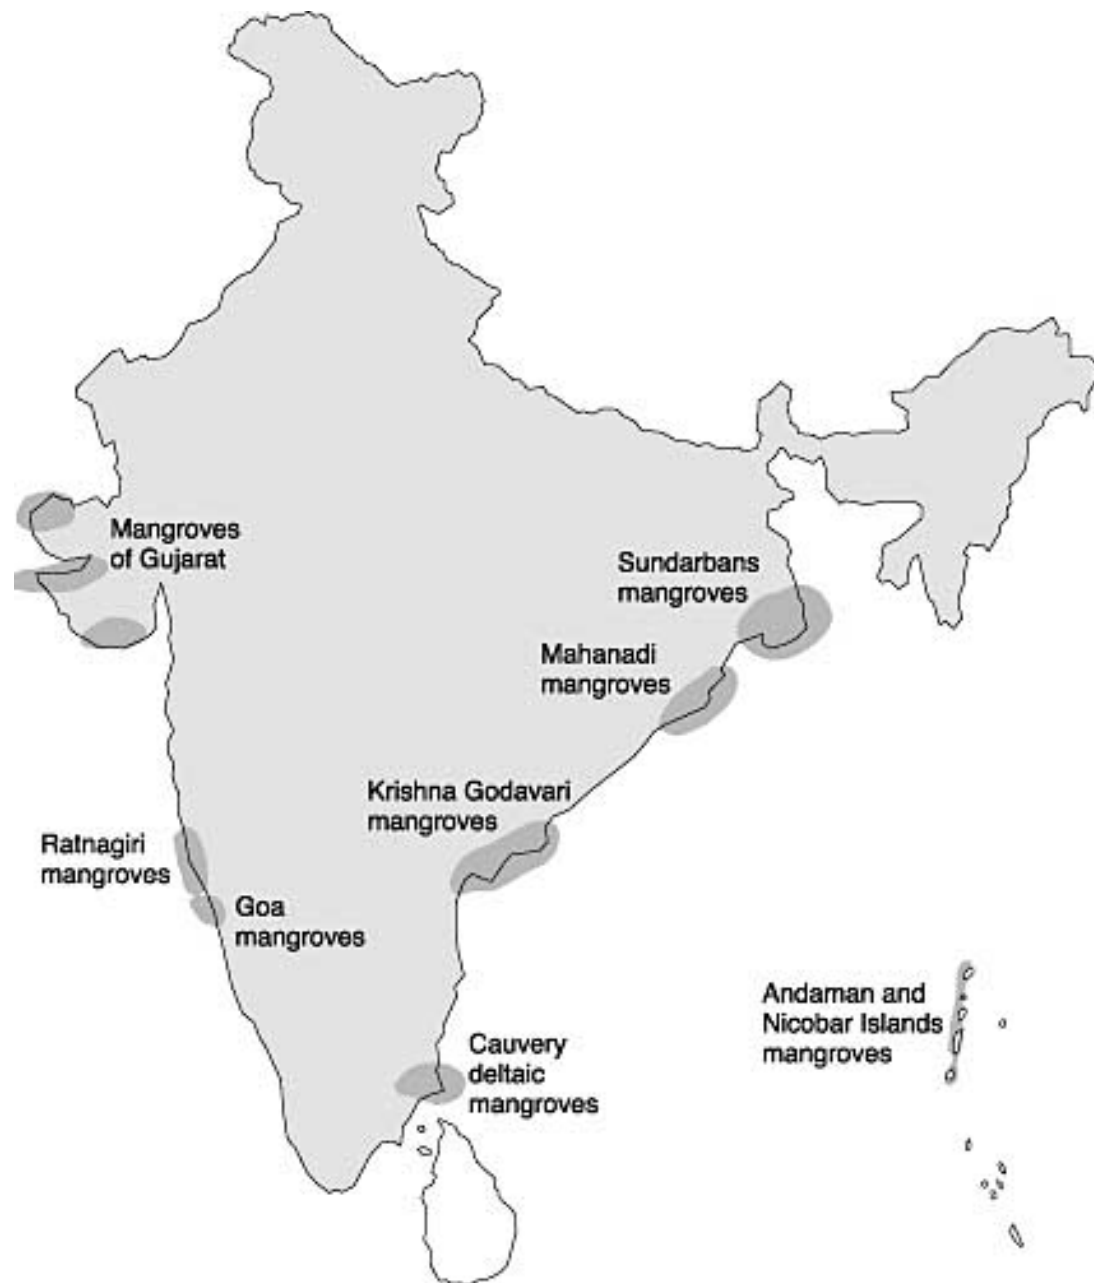 Mangroves
of Gujarat
Sundarbans
mangroves
Mahanadi
mangroves
Krishna Godavari
mangroves
Ratnagiri
mangroves
Goa
mangroves
Andaman and
Nicobar Islands
mangroves
Cauvery
deltaic
mangroves